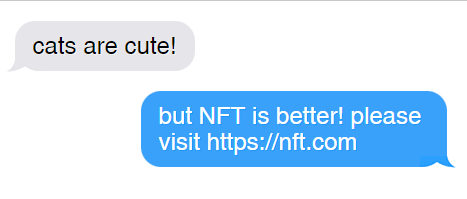 cats are cute!
but NFT is better! please
visit https://nft.com